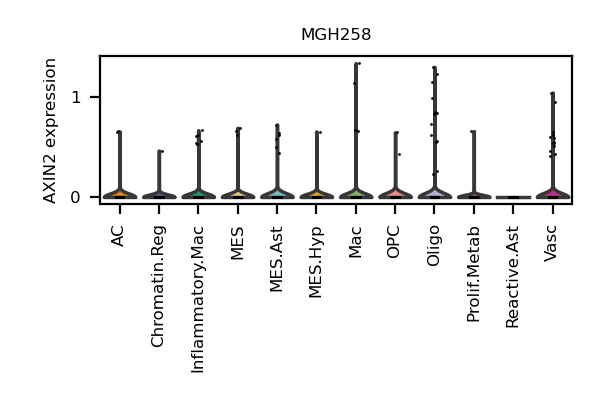 MGH258
AXIN2 expression
1
0
AC
Chromatin.Reg
Inflammatory.Mac
MES
MES.Ast
MES.Hyp
Mac
OPC
Oligo
Prolif.Metab
Reactive.Ast
Vasc